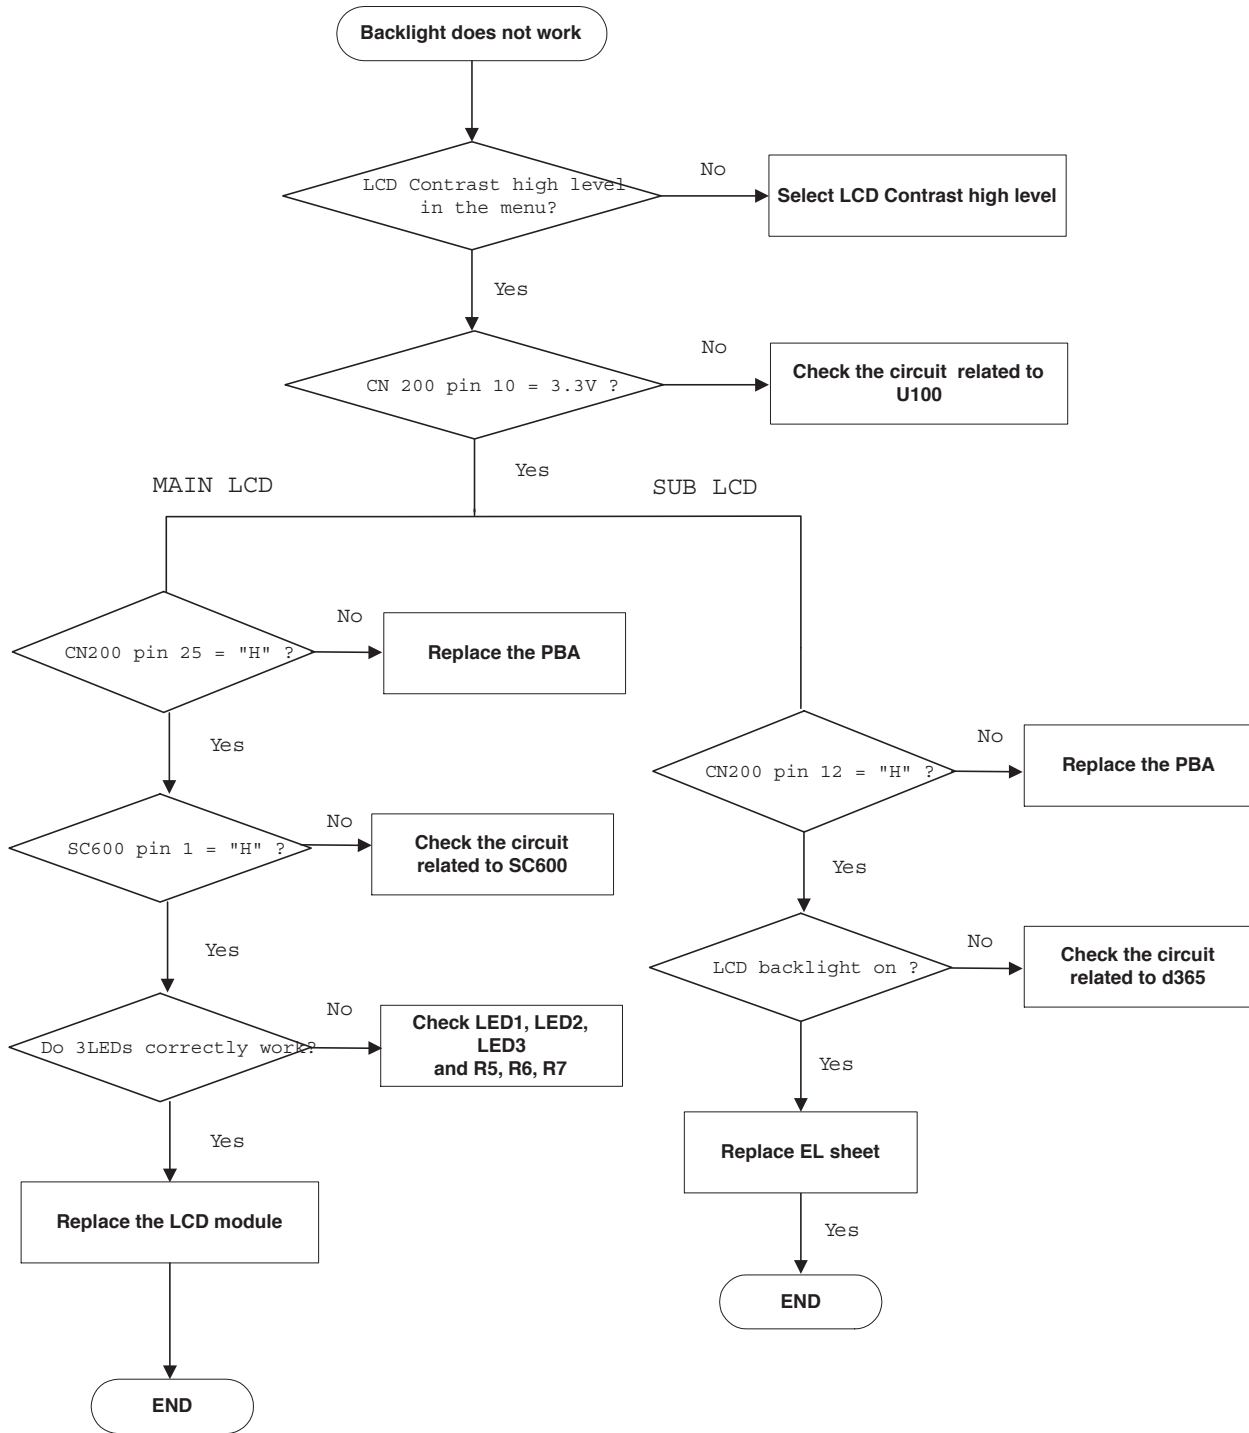 Backlight does not work
LCD Contrast high level
in the menu?
No
Select LCD Contrast high level
Yes
CN 200 pin 10 = 3.3V ?
No
Check the circuit related to
U100
Yes
MAIN LCD
SUB LCD
CN200 pin 25 = "H" ?
No
Replace the PBA
Yes
SC600 pin 1 = "H" ?
No
Check the circuit
related to SC600
Yes
Do 3LEDs correctly work?
No
Check LED1, LED2,
LED3
and R5, R6, R7
Yes
Replace the LCD module
END
CN200 pin 12 = "H" ?
No
Replace the PBA
Yes
LCD backlight on ?
No
Check the circuit
related to d365
Yes
Replace EL sheet
Yes
END